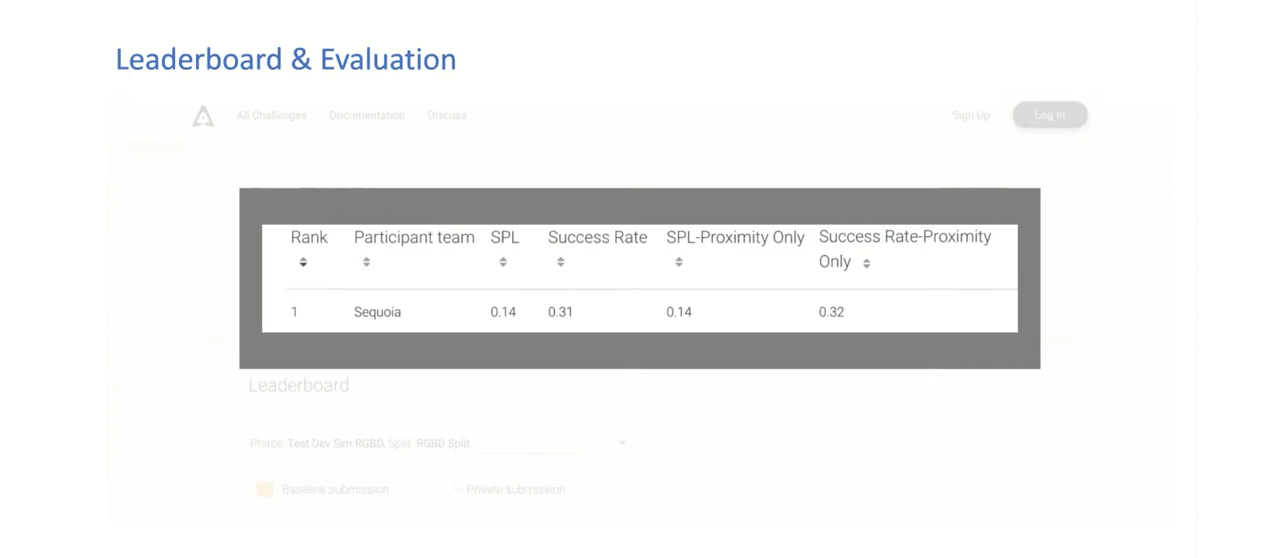 Leaderboard & Evaluation
All Challenges Documentation Discuss Sign Up Log In
Rank Participant team SPL Success Rate SPL-Proximity Only Success Rate-Proximity
Only
1 Sequoia 0.14 0.31 0.14 0.32
Leaderboard
Phase: Test Dev Sim RGBD, Split: RGBD Split
- Baseline submission - Private submission